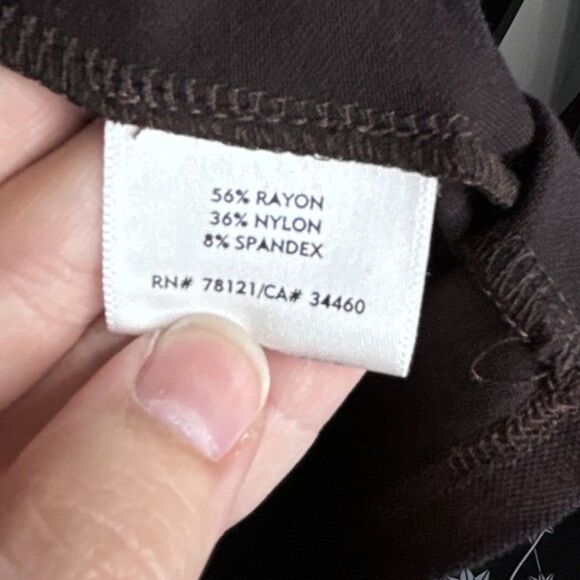 56% RAYON
36% NYLON
8% SPANDEX
RN# 78121/CA# 34460